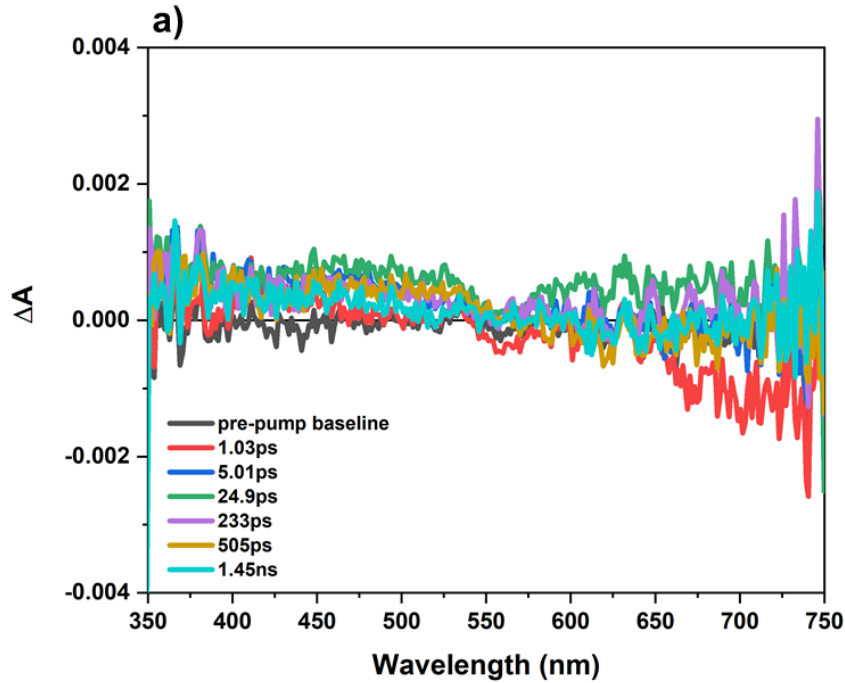 a)
0.004
0.002
0.000
-0.002
-0.004
ΔA
pre-pump baseline
1.03ps
5.01ps
24.9ps
233ps
505ps
1.45ns
350 400 450 500 550 600 650 700 750
Wavelength (nm)